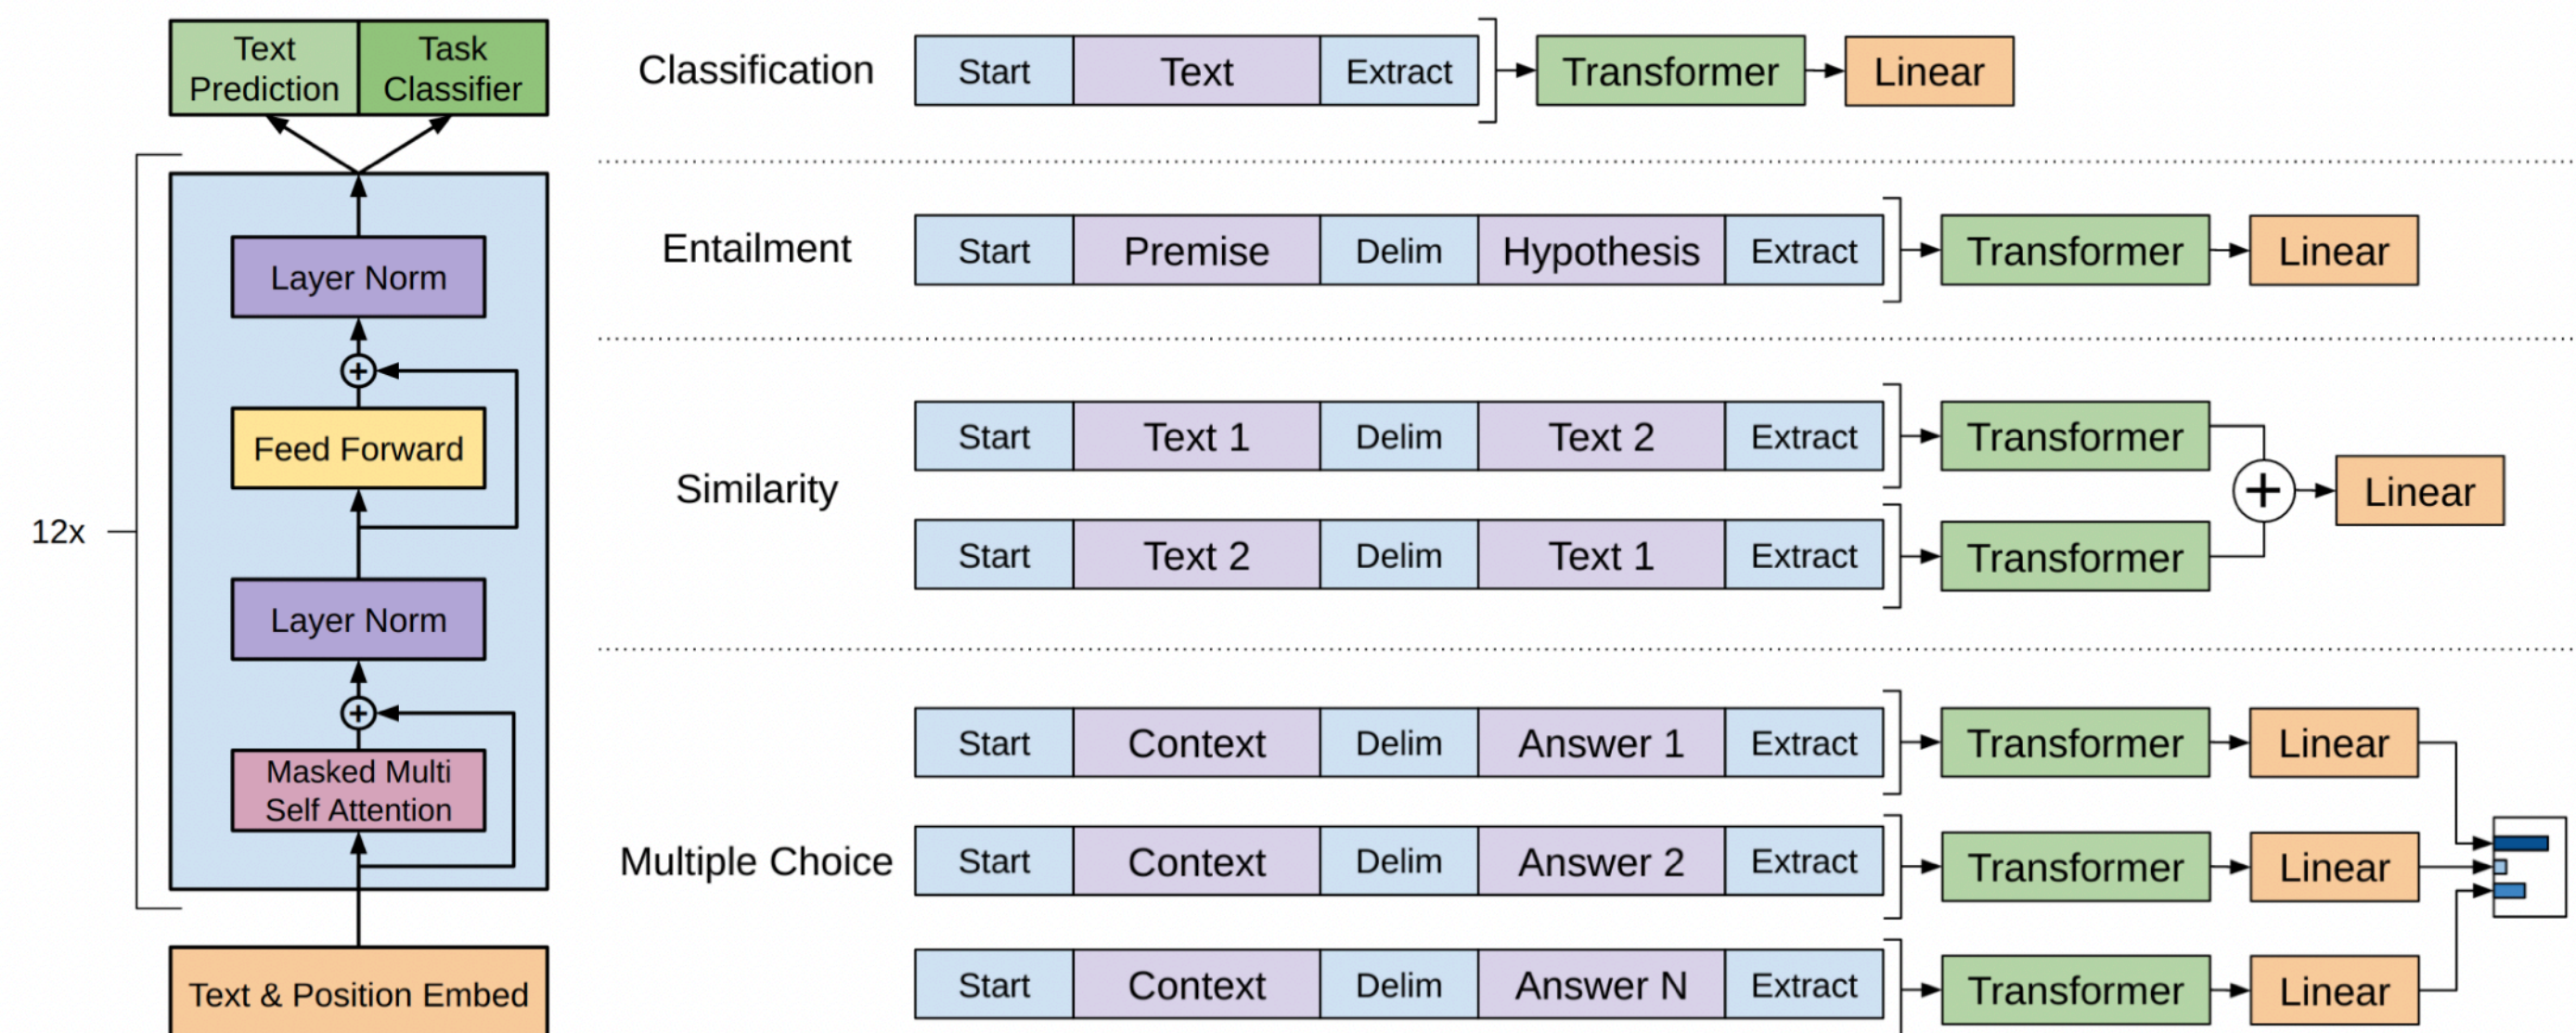 Text
Prediction
Task
Classifier
Layer Norm
Feed Forward
12x
Layer Norm
Masked Multi
Self Attention
Text & Position Embed
Classification
Start Text Extract Transformer Linear
Entailment
Start Premise Delim Hypothesis Extract Transformer Linear
Similarity
Start Text 1 Delim Text 2 Extract Transformer
+ Linear
Start Text 2 Delim Text 1 Extract Transformer
Multiple Choice
Start Context Delim Answer 1 Extract Transformer Linear
Start Context Delim Answer 2 Extract Transformer Linear
Start Context Delim Answer N Extract Transformer Linear